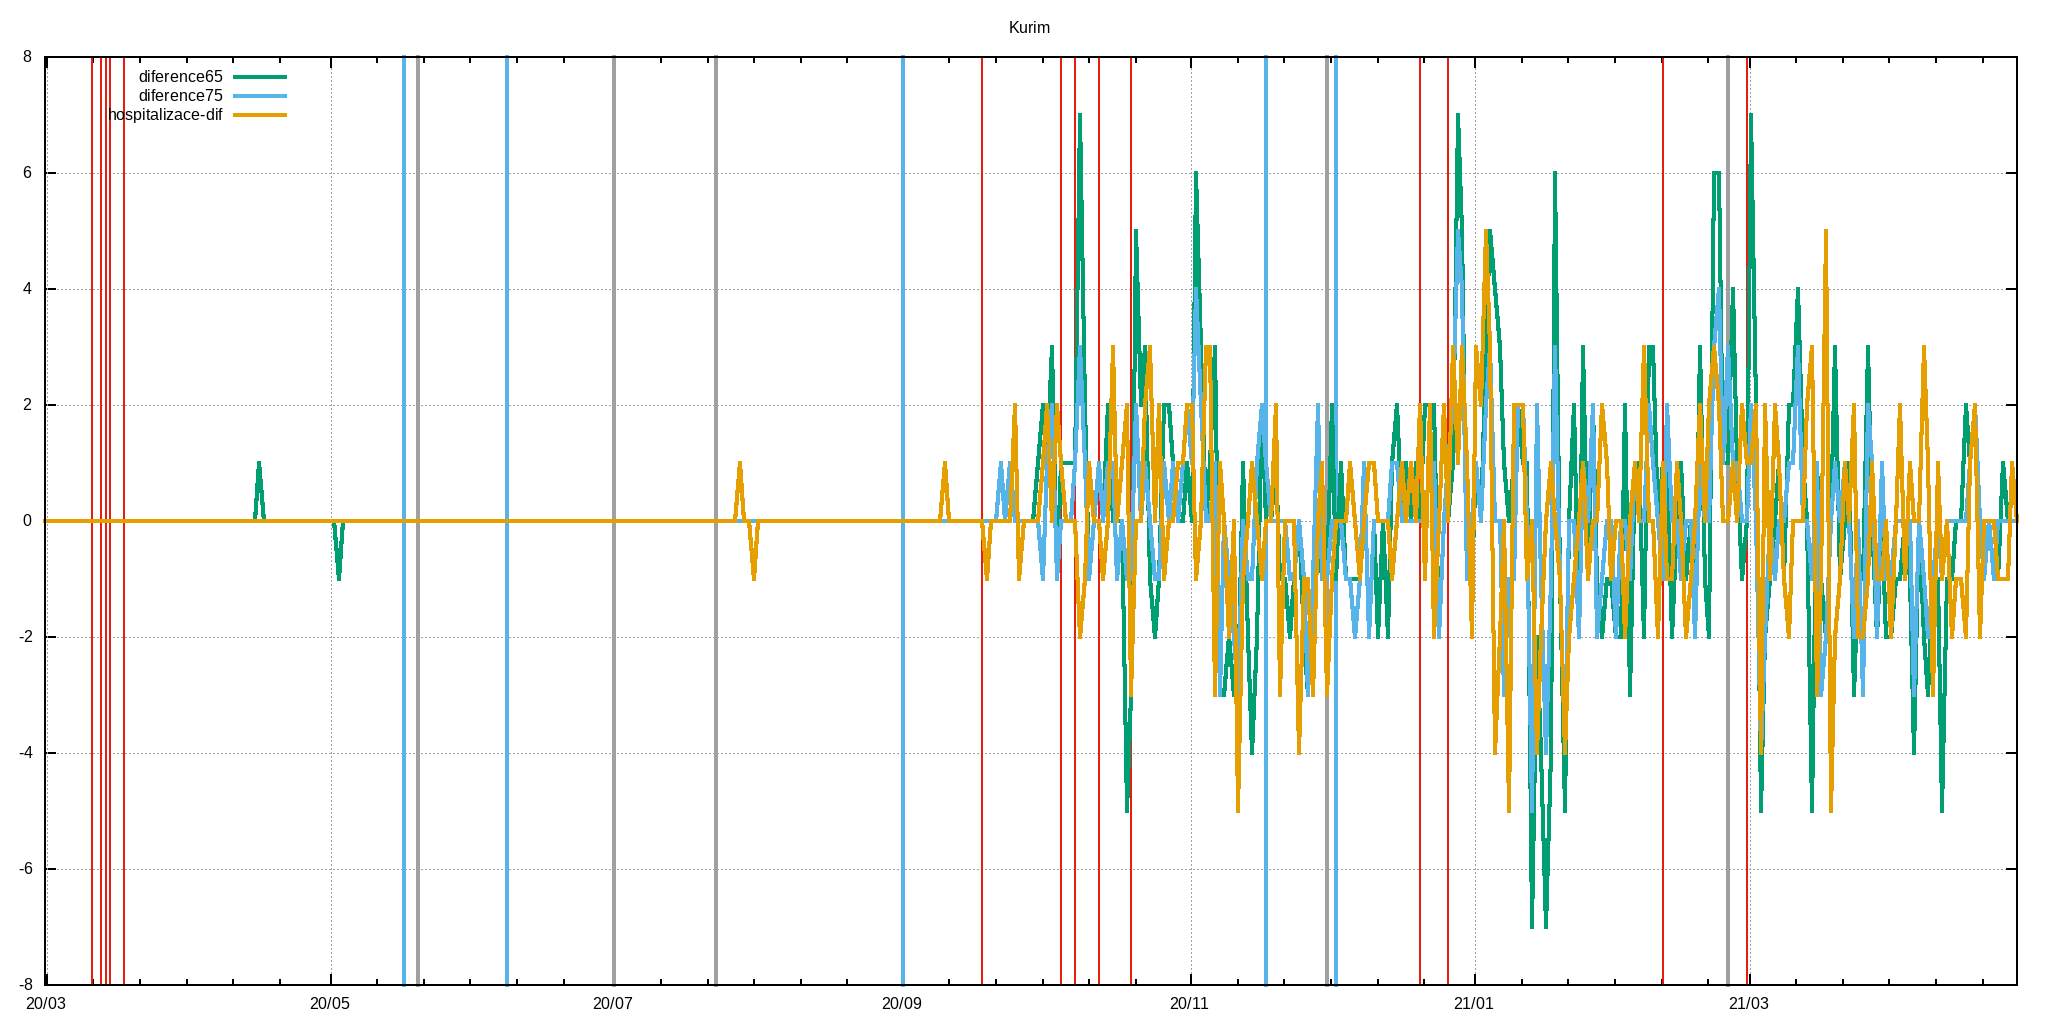 Kurim
diference65
diference75
hospitalizace-dif
8
6
4
2
0
-2
-4
-6
-8
20/03 20/05 20/07 20/09 20/11 21/01 21/03